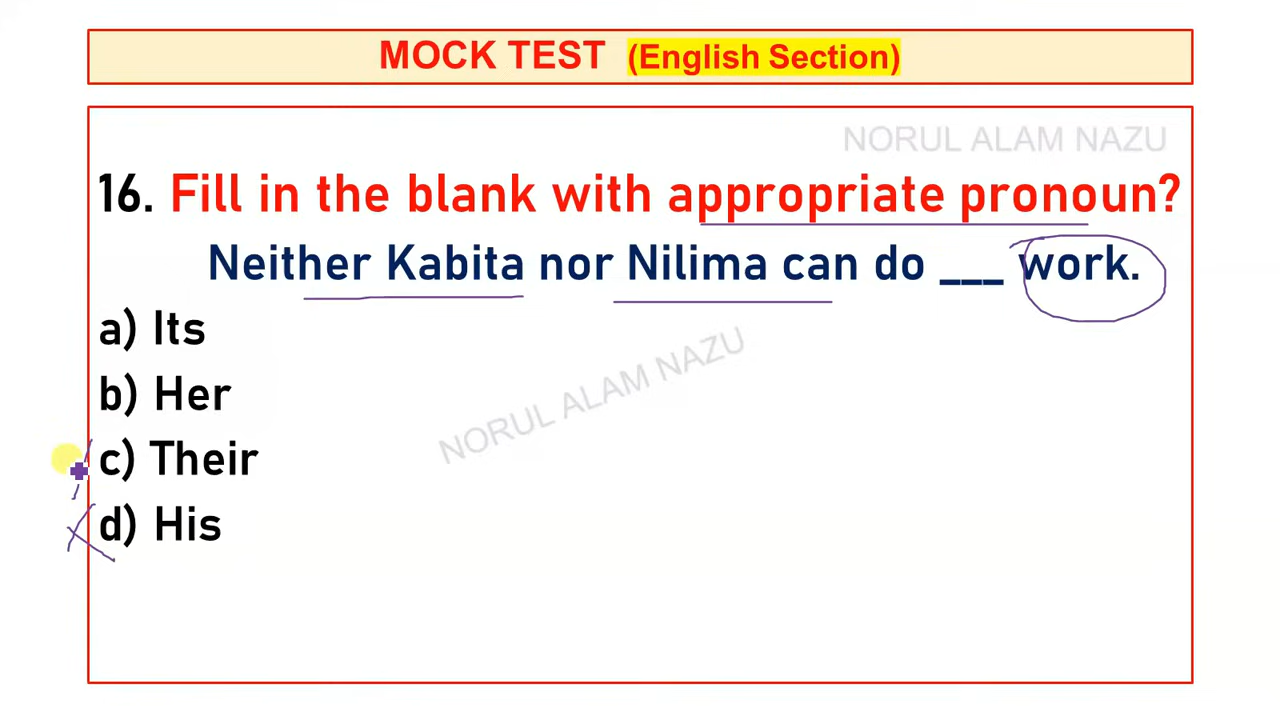 MOCK TEST (English Section)
NORUL ALAM NAZU
16. Fill in the blank with appropriate pronoun?
Neither Kabita nor Nilima can do ___ work.
a) Its
b) Her
c) Their
d) His
NORUL ALAM NAZU